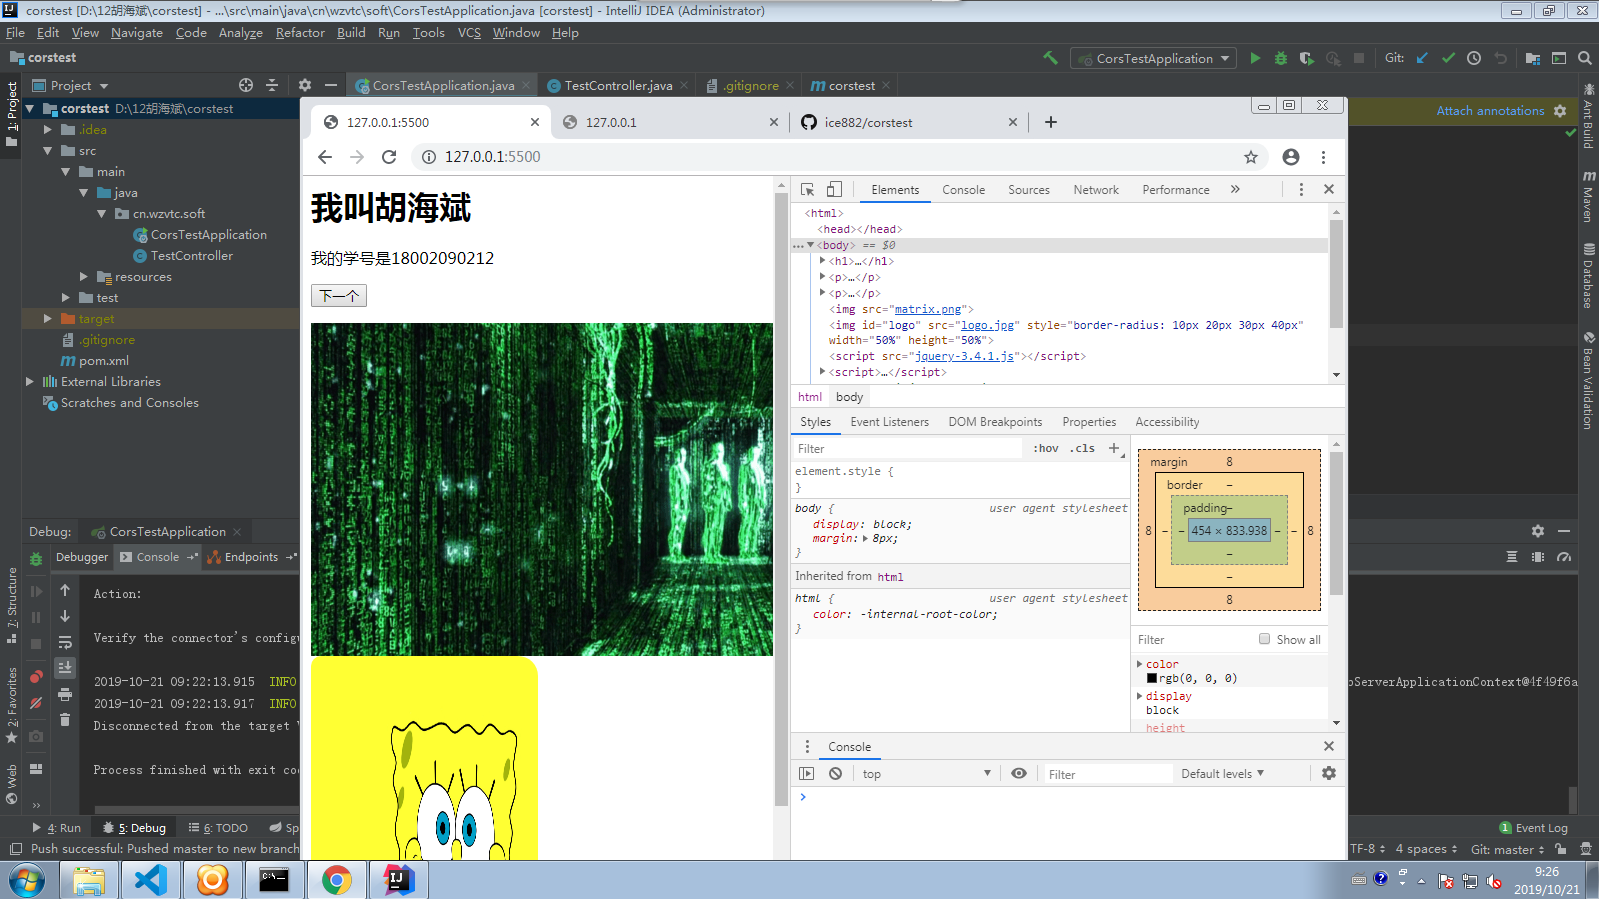 corstest [D:\12胡海斌\corstest] - ...\src\main\java\cn\wzvtc\soft\CorsTestApplication.java [corstest] - IntelliJ IDEA (Administrator)
File Edit View Navigate Code Analyze Refactor Build Run Tools VCS Window Help
corstest
CorsTestApplication
Git:
Project
CorsTestApplication.java
TestController.java
.gitignore
corstest
1: Project
corstest D:\12胡海斌\corstest
.idea
src
main
java
cn.wzvtc.soft
CorsTestApplication
TestController
resources
test
target
.gitignore
pom.xml
External Libraries
Scratches and Consoles
Attach annotations
Ant Build
Maven
Database
Bean Validation
127.0.0.1:5500
127.0.0.1
ice882/corstest
127.0.0.1:5500
我叫胡海斌
我的学号是18002090212
下一个
Elements Console Sources Network Performance »
<html>
<head></head>
...<body> == $0
<h1>…</h1>
<p>…</p>
<p>…</p>
<img src="matrix.png">
<img id="logo" src="logo.jpg" style="border-radius: 10px 20px 30px 40px"
width="50%" height="50%">
<script src="jquery-3.4.1.js"></script>
<script>…</script>
html body
Styles Event Listeners DOM Breakpoints Properties Accessibility
Filter :hov .cls +
element.style {
}
body { user agent stylesheet
display: block;
margin: 8px;
}
Inherited from html
html { user agent stylesheet
color: -internal-root-color;
}
margin 8
border –
padding–
8 – – 454 × 833.938 – – 8
–
–
8
Filter Show all
color
rgb(0, 0, 0)
display
block
height
Console
top Filter Default levels
Debug: CorsTestApplication
Debugger Console Endpoints
Action:
Verify the connector's config
2019-10-21 09:22:13.915 INFO
2019-10-21 09:22:13.917 INFO
Disconnected from the target
Process finished with exit co
oServerApplicationContext@4f49f6a
7: Structure
2: Favorites
Web
4: Run 5: Debug 6: TODO Sp
1 Event Log
Push successful: Pushed master to new branch
TF-8 4 spaces Git: master
9:26
2019/10/21